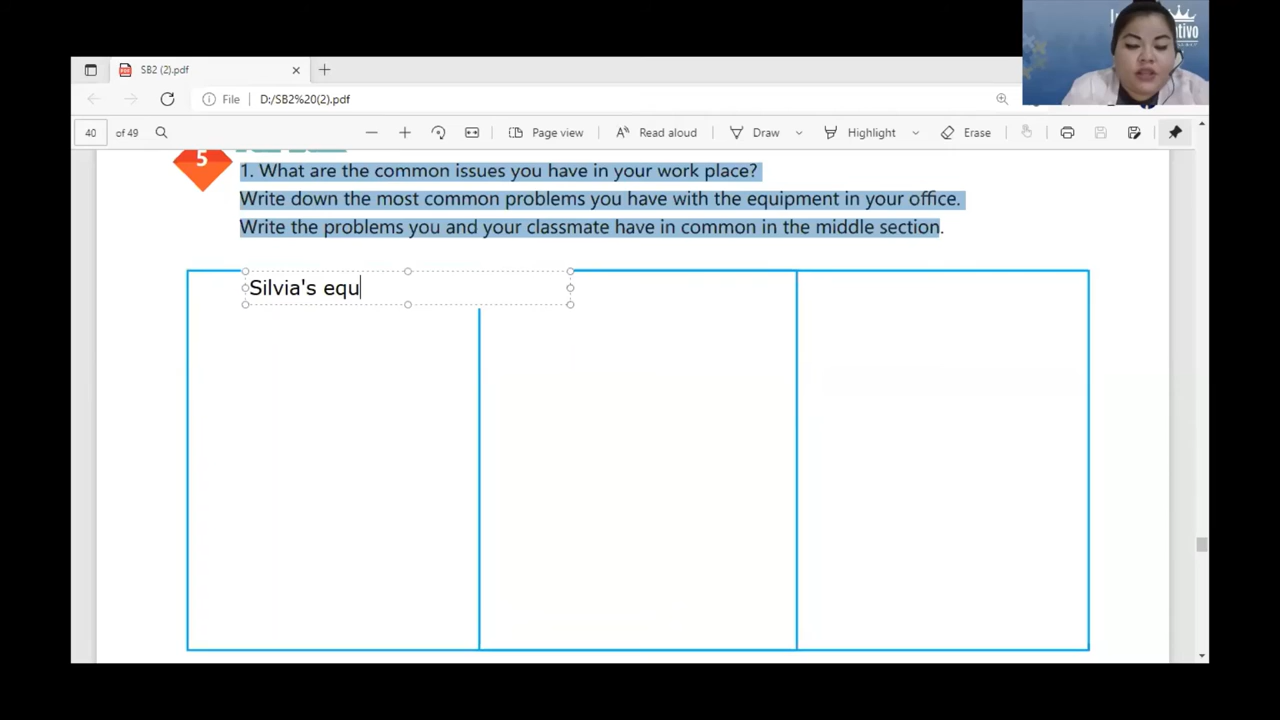 SB2 (2).pdf
File D:/SB2%20(2).pdf
40 of 49 Page view Read aloud Draw Highlight Erase
5
1. What are the common issues you have in your work place?
Write down the most common problems you have with the equipment in your office.
Write the problems you and your classmate have in common in the middle section.
Silvia's equ